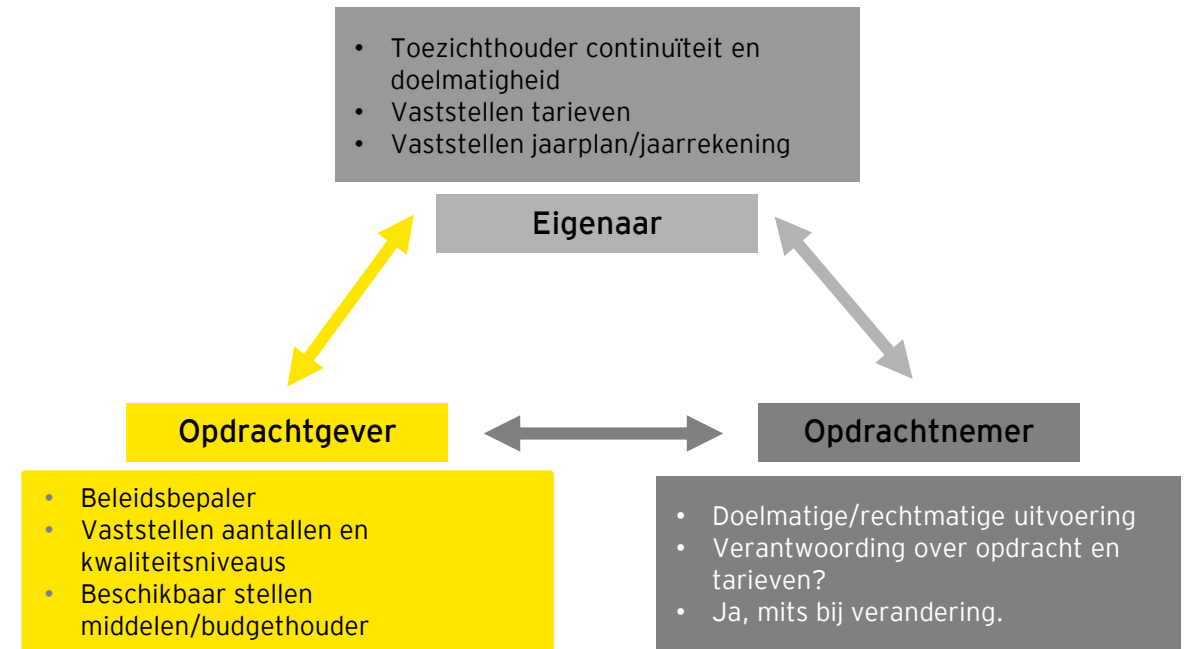 • Toezichthouder continuïteit en
doelmatigheid
• Vaststellen tarieven
• Vaststellen jaarplan/jaarrekening
Eigenaar
Opdrachtgever
• Beleidsbepaler
• Vaststellen aantallen en
kwaliteitsniveaus
• Beschikbaar stellen
middelen/budgethouder
Opdrachtnemer
• Doelmatige/rechtmatige uitvoering
• Verantwoording over opdracht en
tarieven?
• Ja, mits bij verandering.